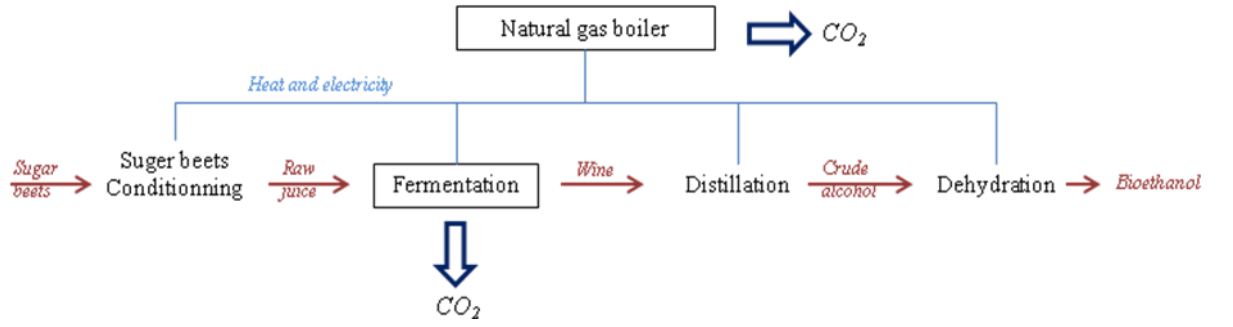 Natural gas boiler
CO2
Heat and electricity
Sugar
beets
Suger beets
Conditionning
Raw
juice
Fermentation
Wine
Distillation
Crude
alcohol
Dehydration
Bioethanol
CO2